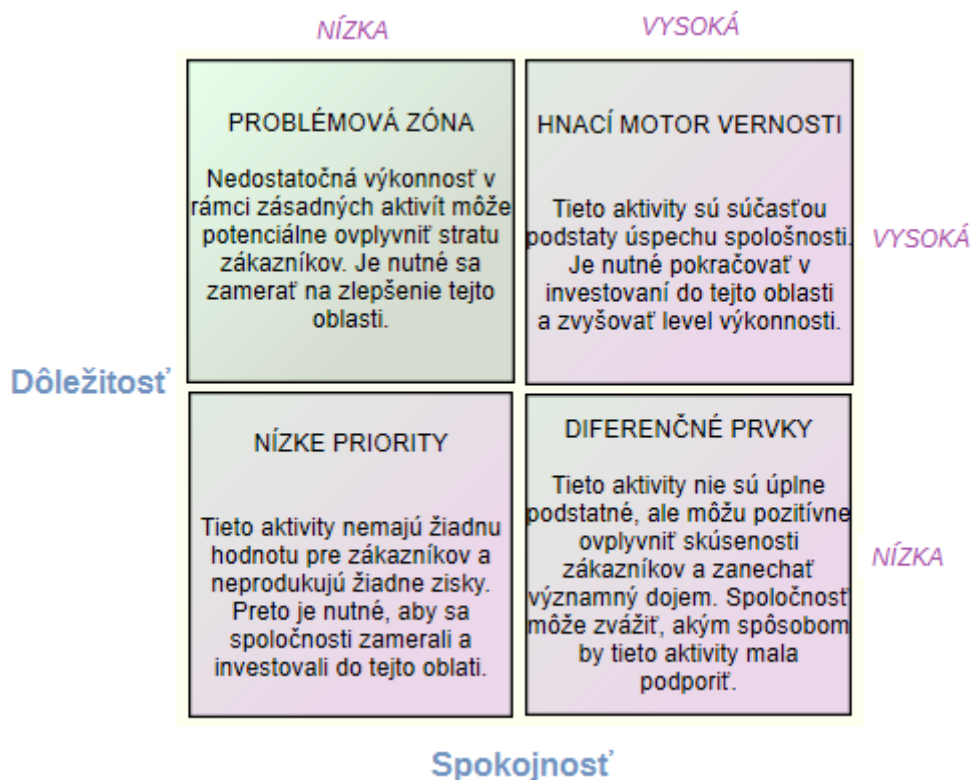 NÍZKA
VYSOKÁ
PROBLÉMOVÁ ZÓNA
Nedostatočná výkonnosť v
rámci zásadných aktivít môže
potenciálne ovplyvniť stratu
zákazníkov. Je nutné sa
zamerať na zlepšenie tejto
oblasti.
HNACÍ MOTOR VERNOSTI
Tieto aktivity sú súčasťou
podstaty úspechu spološnosti.
Je nutné pokračovať v
investovaní do tejto oblasti
a zvyšovať level výkonnosti.
VYSOKÁ
Dôležitosť
NÍZKE PRIORITY
Tieto aktivity nemajú žiadnu
hodnotu pre zákazníkov a
neprodukujú žiadne zisky.
Preto je nutné, aby sa
spoločnosti zamerali a
investovali do tejto oblati.
DIFERENČNÉ PRVKY
Tieto aktivity nie sú úplne
podstatné, ale môžu pozitívne
ovplyvniť skúsenosti
zákazníkov a zanechať
významný dojem. Spoločnosť
môže zvážiť, akým spôsobom
by tieto aktivity mala
podporiť.
NÍZKA
Spokojnosť